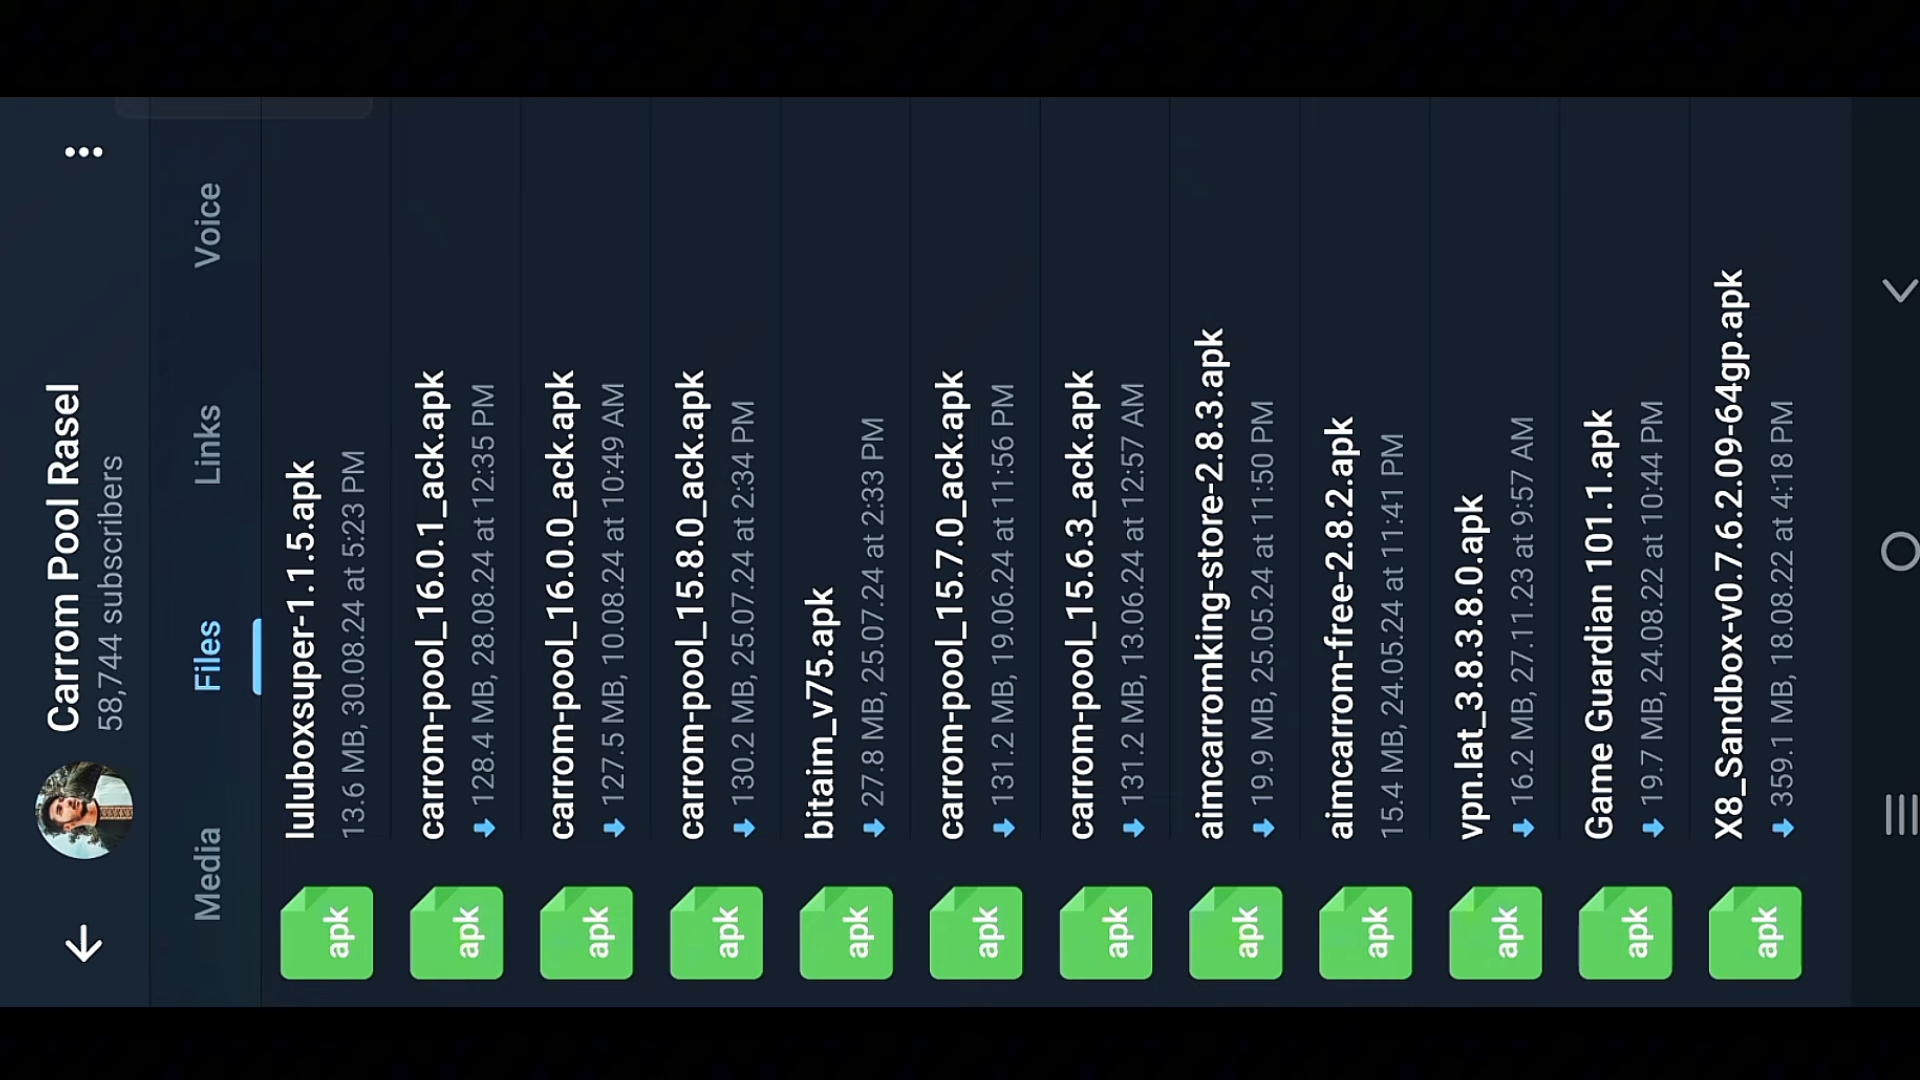 Carrom Pool Rasel
58,744 subscribers
Media Files Links Voice
luluboxsuper-1.1.5.apk
13.6 MB, 30.08.24 at 5:23 PM
carrom-pool_16.0.1_ack.apk
128.4 MB, 28.08.24 at 12:35 PM
carrom-pool_16.0.0_ack.apk
127.5 MB, 10.08.24 at 10:49 AM
carrom-pool_15.8.0_ack.apk
130.2 MB, 25.07.24 at 2:34 PM
bitaim_v75.apk
27.8 MB, 25.07.24 at 2:33 PM
carrom-pool_15.7.0_ack.apk
131.2 MB, 19.06.24 at 11:56 PM
carrom-pool_15.6.3_ack.apk
131.2 MB, 13.06.24 at 12:57 AM
aimcarromking-store-2.8.3.apk
19.9 MB, 25.05.24 at 11:50 PM
aimcarrom-free-2.8.2.apk
15.4 MB, 24.05.24 at 11:41 PM
vpn.lat_3.8.3.8.0.apk
16.2 MB, 27.11.23 at 9:57 AM
Game Guardian 101.1.apk
19.7 MB, 24.08.22 at 10:44 PM
X8_Sandbox-v0.7.6.2.09-64gp.apk
359.1 MB, 18.08.22 at 4:18 PM
apk
apk
apk
apk
apk
apk
apk
apk
apk
apk
apk
apk